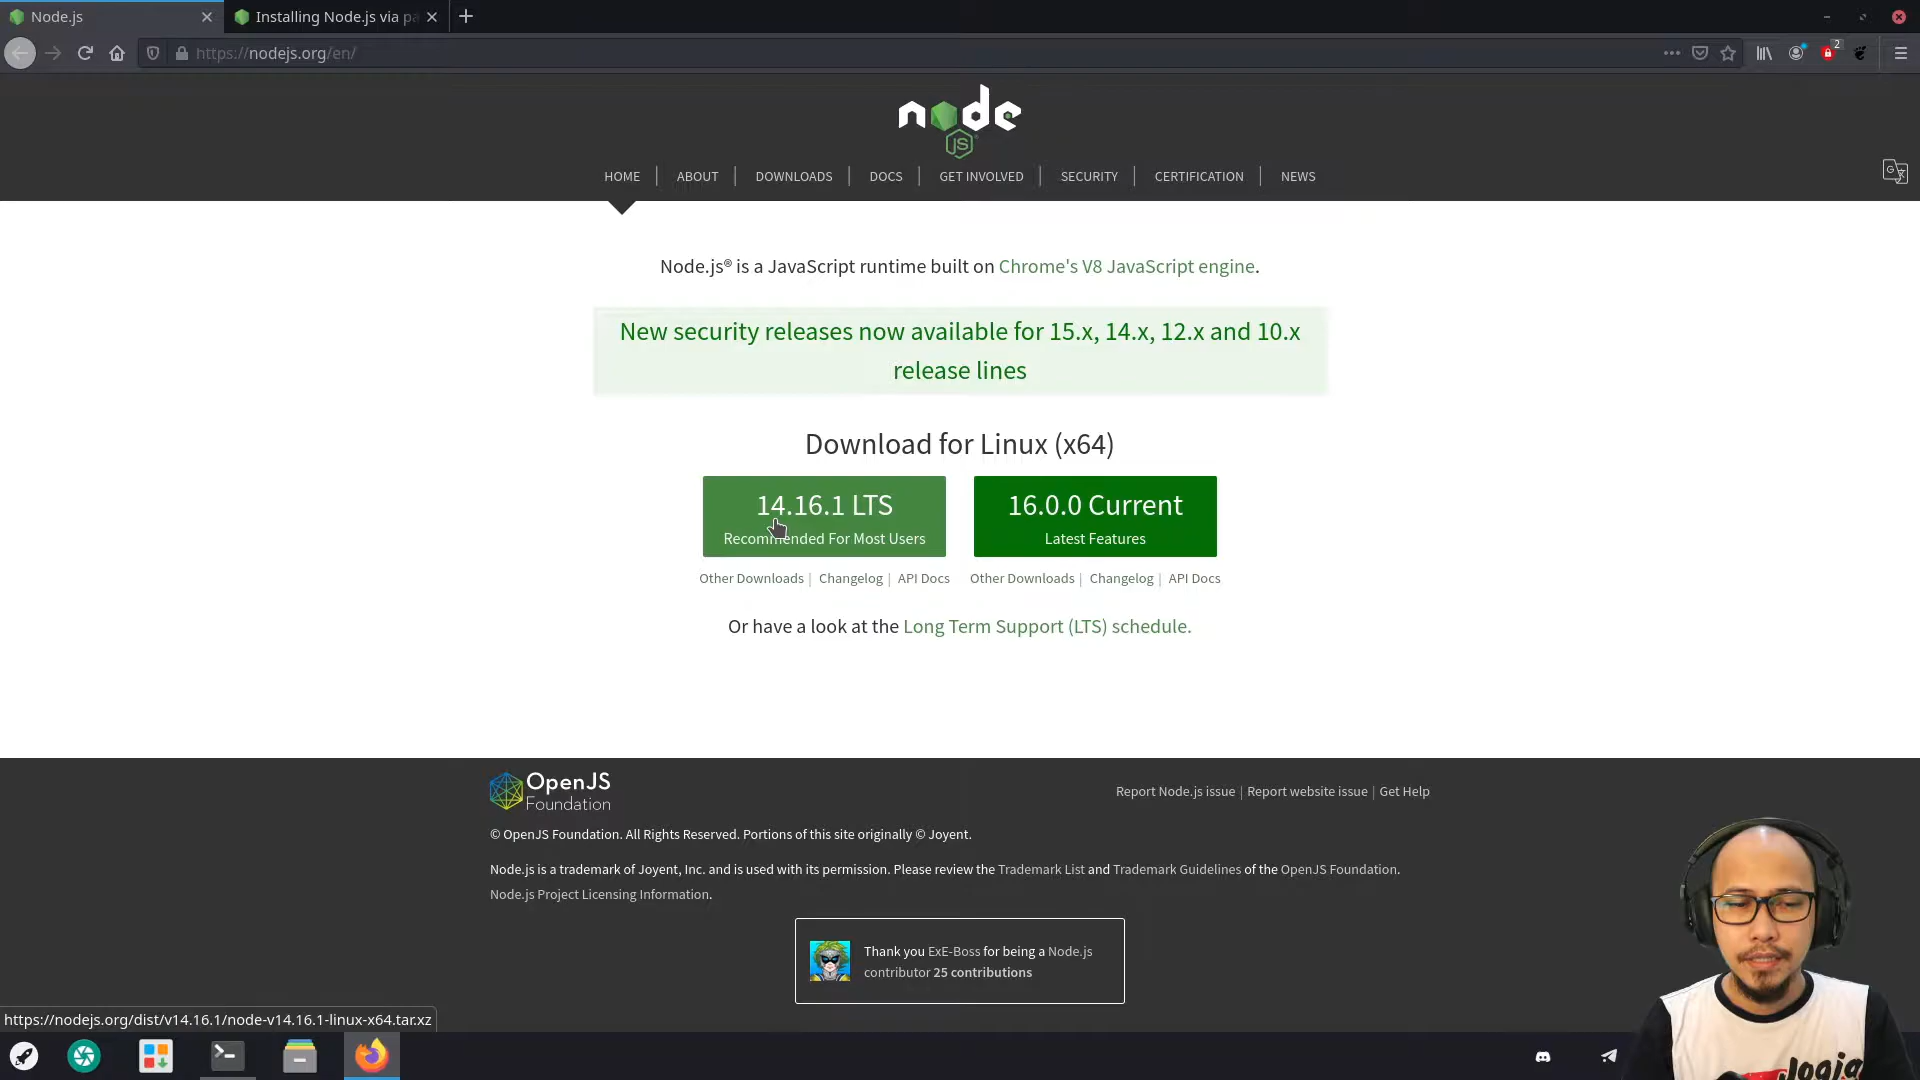 Node.js
Installing Node.js via pa
https://nodejs.org/en/
2
node
JS
HOME
ABOUT
DOWNLOADS
DOCS
GET INVOLVED
SECURITY
CERTIFICATION
NEWS
Node.js® is a JavaScript runtime built on Chrome's V8 JavaScript engine.
New security releases now available for 15.x, 14.x, 12.x and 10.x
release lines
Download for Linux (x64)
14.16.1 LTS
Recommended For Most Users
16.0.0 Current
Latest Features
Other Downloads | Changelog | API Docs
Other Downloads | Changelog | API Docs
Or have a look at the Long Term Support (LTS) schedule.
OpenJS
Foundation
Report Node.js issue | Report website issue | Get Help
© OpenJS Foundation. All Rights Reserved. Portions of this site originally © Joyent.
Node.js is a trademark of Joyent, Inc. and is used with its permission. Please review the Trademark List and Trademark Guidelines of the OpenJS Foundation.
Node.js Project Licensing Information.
Thank you ExE-Boss for being a Node.js
contributor 25 contributions
https://nodejs.org/dist/v14.16.1/node-v14.16.1-linux-x64.tar.xz
Jogja